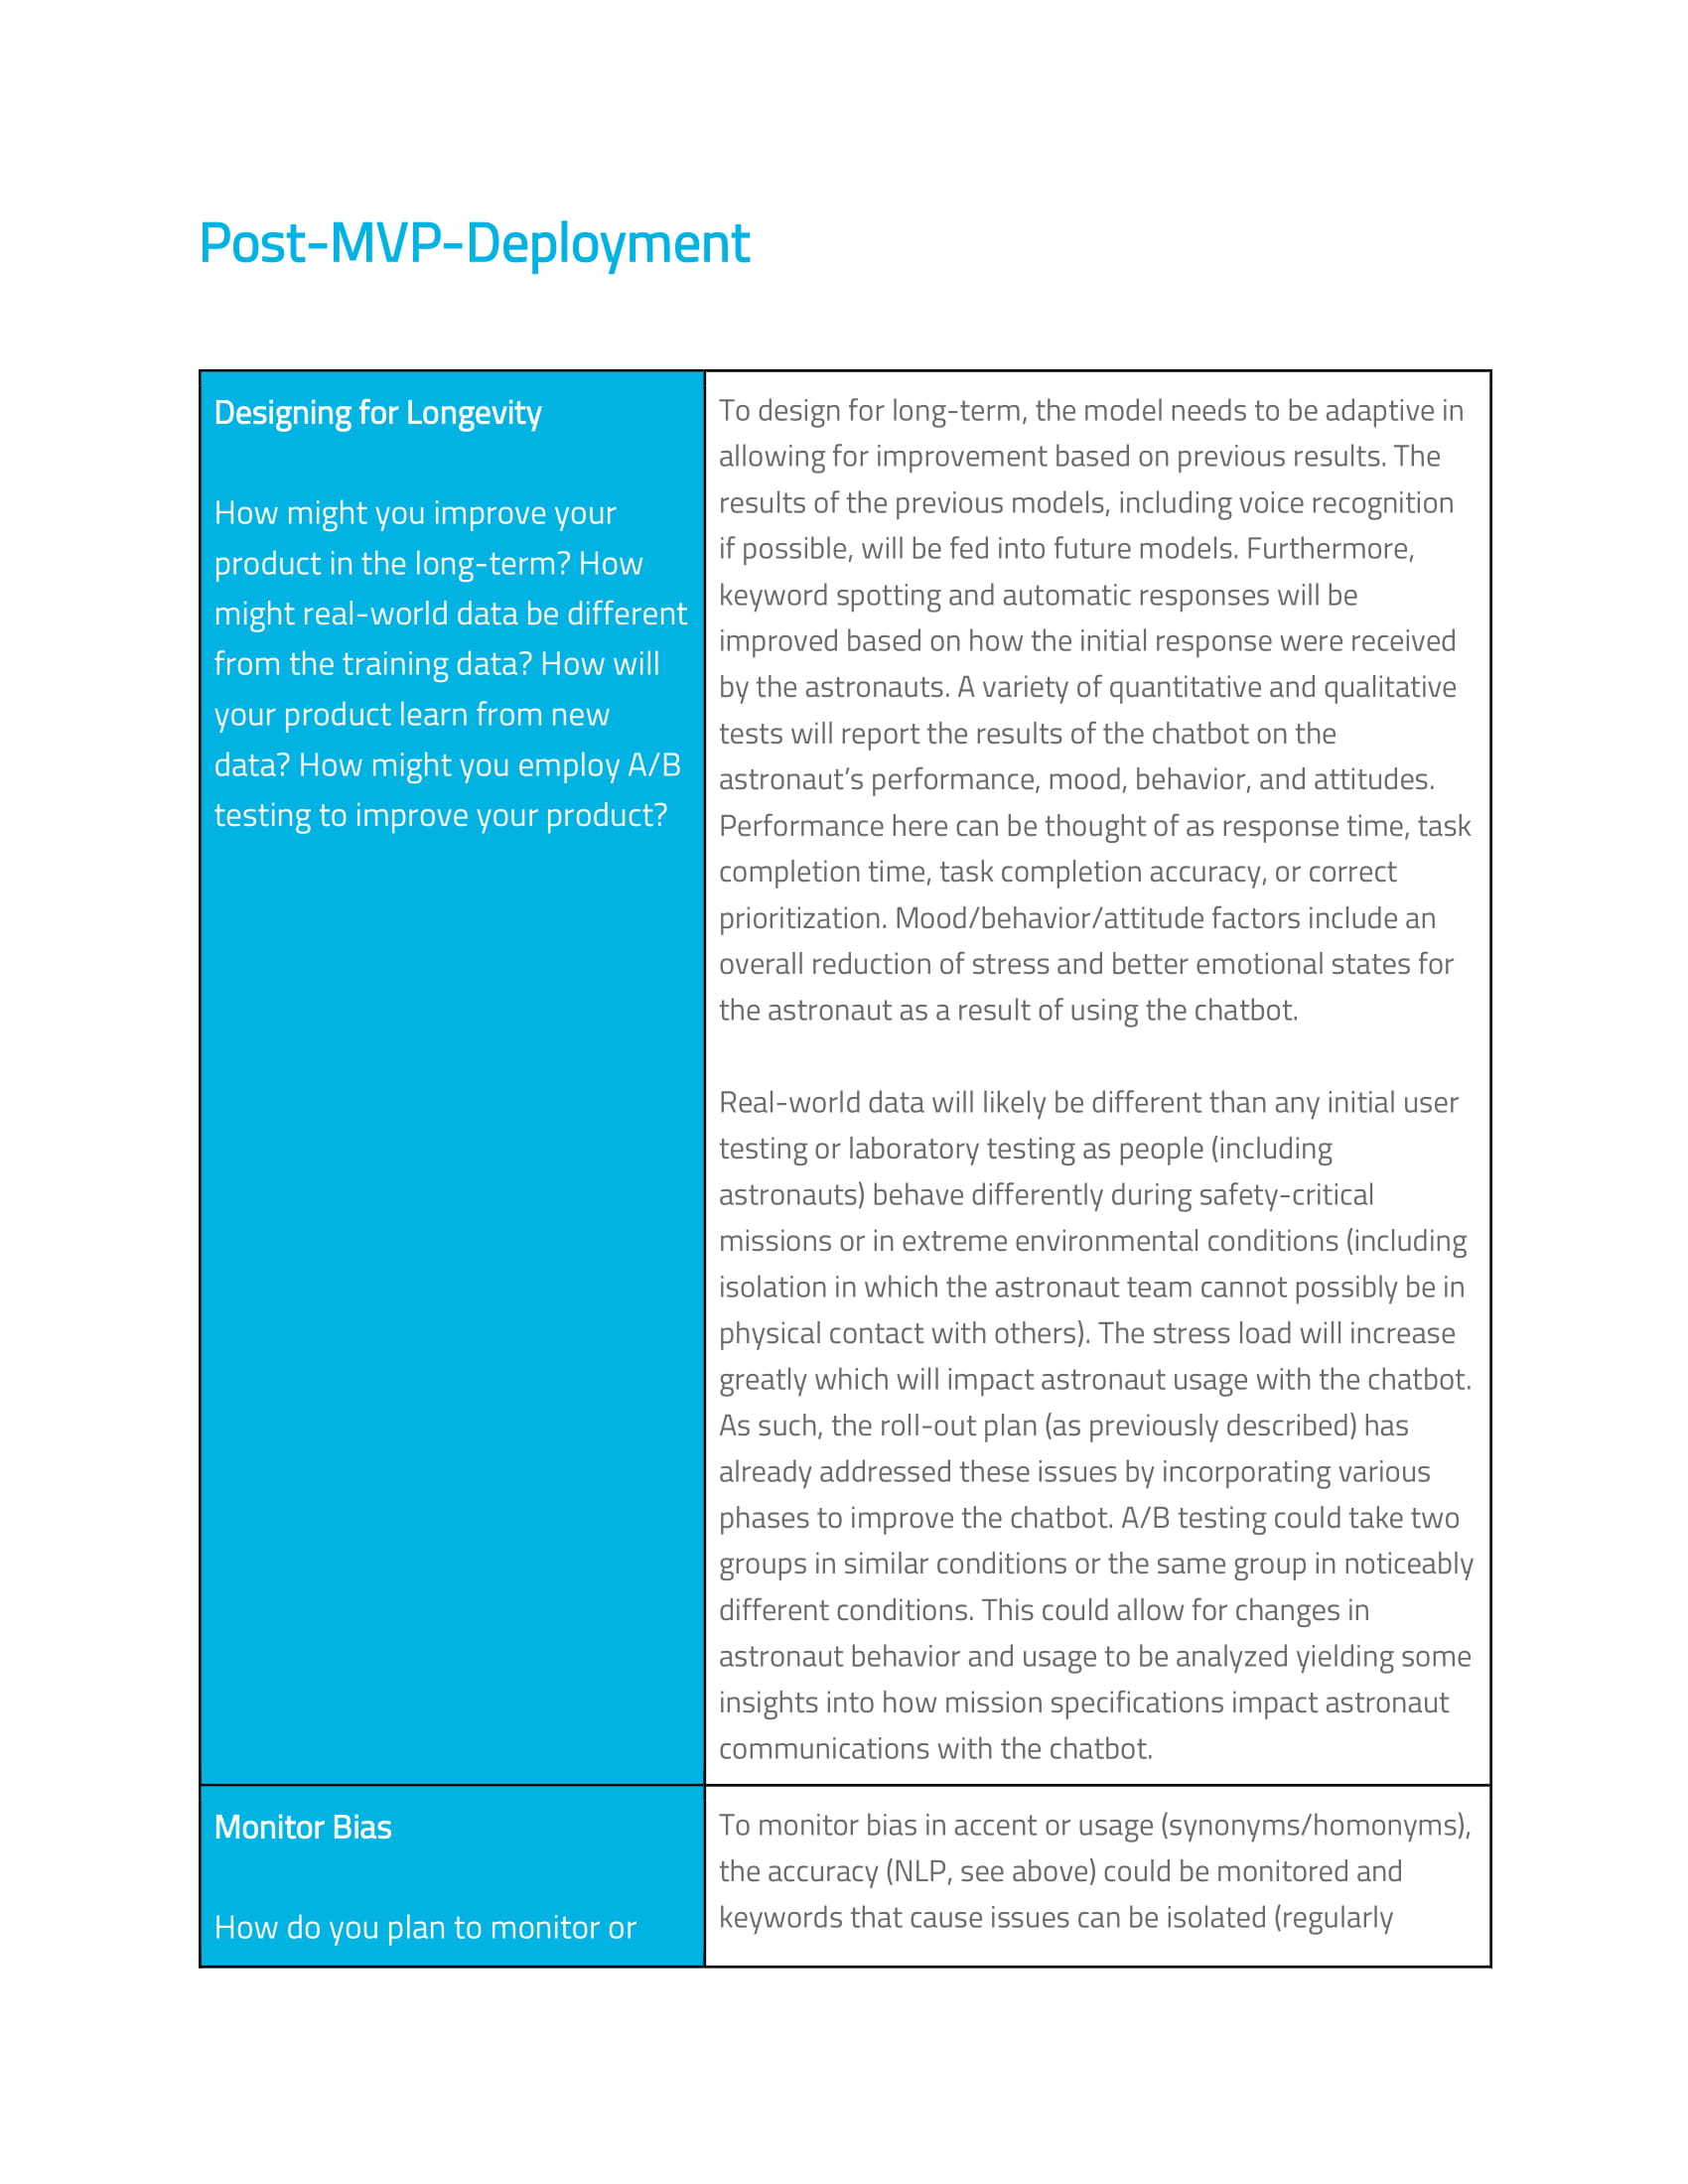 Post-MVP-Deployment
Designing for Longevity
How might you improve your
product in the long-term? How
might real-world data be different
from the training data? How will
your product learn from new
data? How might you employ A/B
testing to improve your product?
To design for long-term, the model needs to be adaptive in
allowing for improvement based on previous results. The
results of the previous models, including voice recognition
if possible, will be fed into future models. Furthermore,
keyword spotting and automatic responses will be
improved based on how the initial response were received
by the astronauts. A variety of quantitative and qualitative
tests will report the results of the chatbot on the
astronaut’s performance, mood, behavior, and attitudes.
Performance here can be thought of as response time, task
completion time, task completion accuracy, or correct
prioritization. Mood/behavior/attitude factors include an
overall reduction of stress and better emotional states for
the astronaut as a result of using the chatbot.
Real-world data will likely be different than any initial user
testing or laboratory testing as people (including
astronauts) behave differently during safety-critical
missions or in extreme environmental conditions (including
isolation in which the astronaut team cannot possibly be in
physical contact with others). The stress load will increase
greatly which will impact astronaut usage with the chatbot.
As such, the roll-out plan (as previously described) has
already addressed these issues by incorporating various
phases to improve the chatbot. A/B testing could take two
groups in similar conditions or the same group in noticeably
different conditions. This could allow for changes in
astronaut behavior and usage to be analyzed yielding some
insights into how mission specifications impact astronaut
communications with the chatbot.
Monitor Bias
How do you plan to monitor or
To monitor bias in accent or usage (synonyms/homonyms),
the accuracy (NLP, see above) could be monitored and
keywords that cause issues can be isolated (regularly